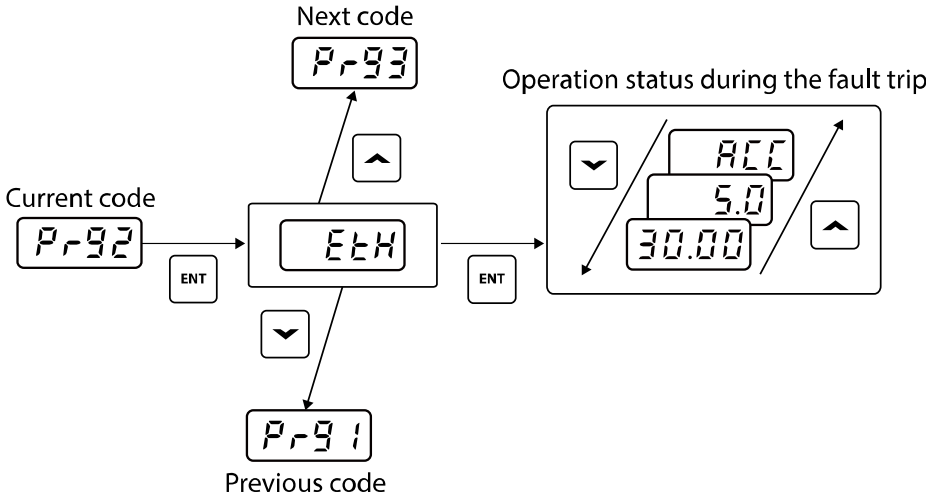 Next code
Pr93
Operation status during the fault trip
ACC
Current code
5.0
Pr92
EtH
30.00
ENT
ENT
Pr91
Previous code